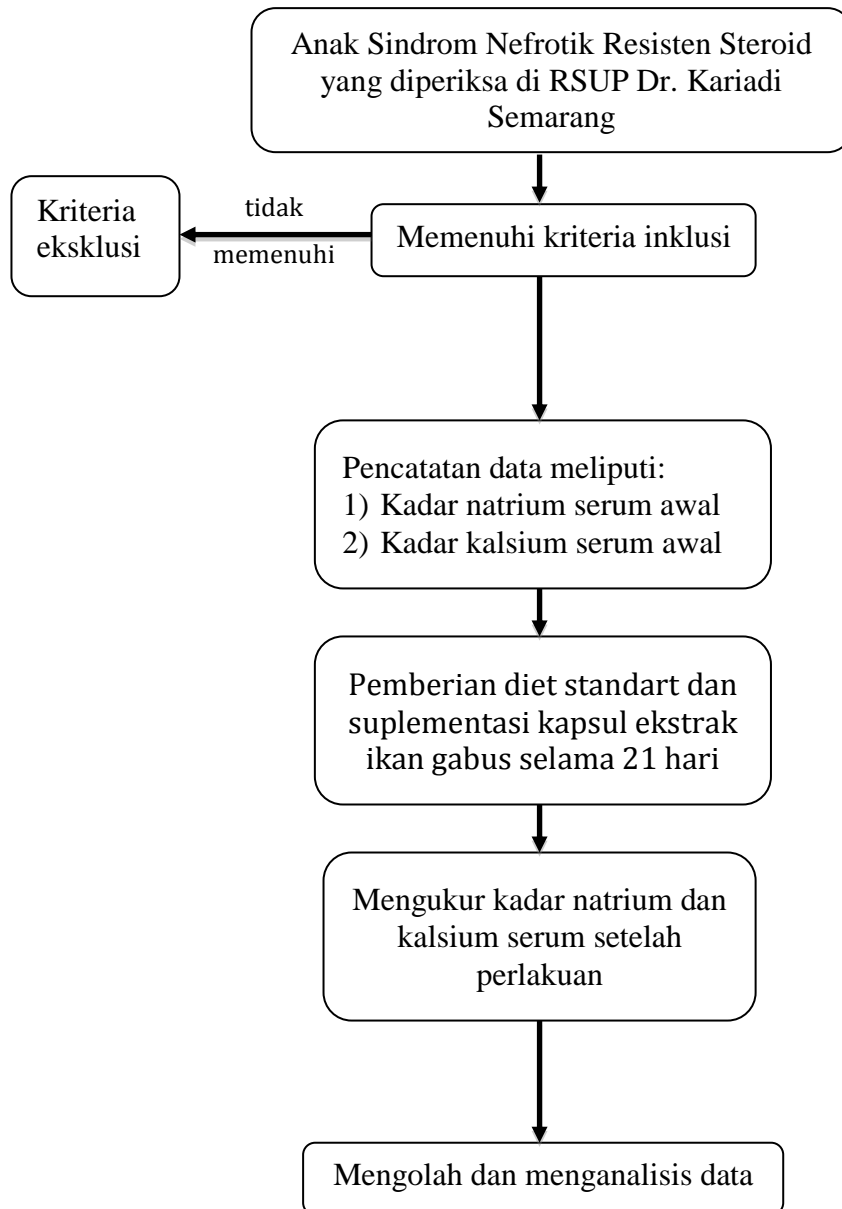 Anak Sindrom Nefrotik Resisten Steroid
yang diperiksa di RSUP Dr. Kariadi
Semarang
Kriteria
eksklusi
tidak
memenuhi
Memenuhi kriteria inklusi
Pencatatan data meliputi:
1) Kadar natrium serum awal
2) Kadar kalsium serum awal
Pemberian diet standart dan
suplementasi kapsul ekstrak
ikan gabus selama 21 hari
Mengukur kadar natrium dan
kalsium serum setelah
perlakuan
Mengolah dan menganalisis data